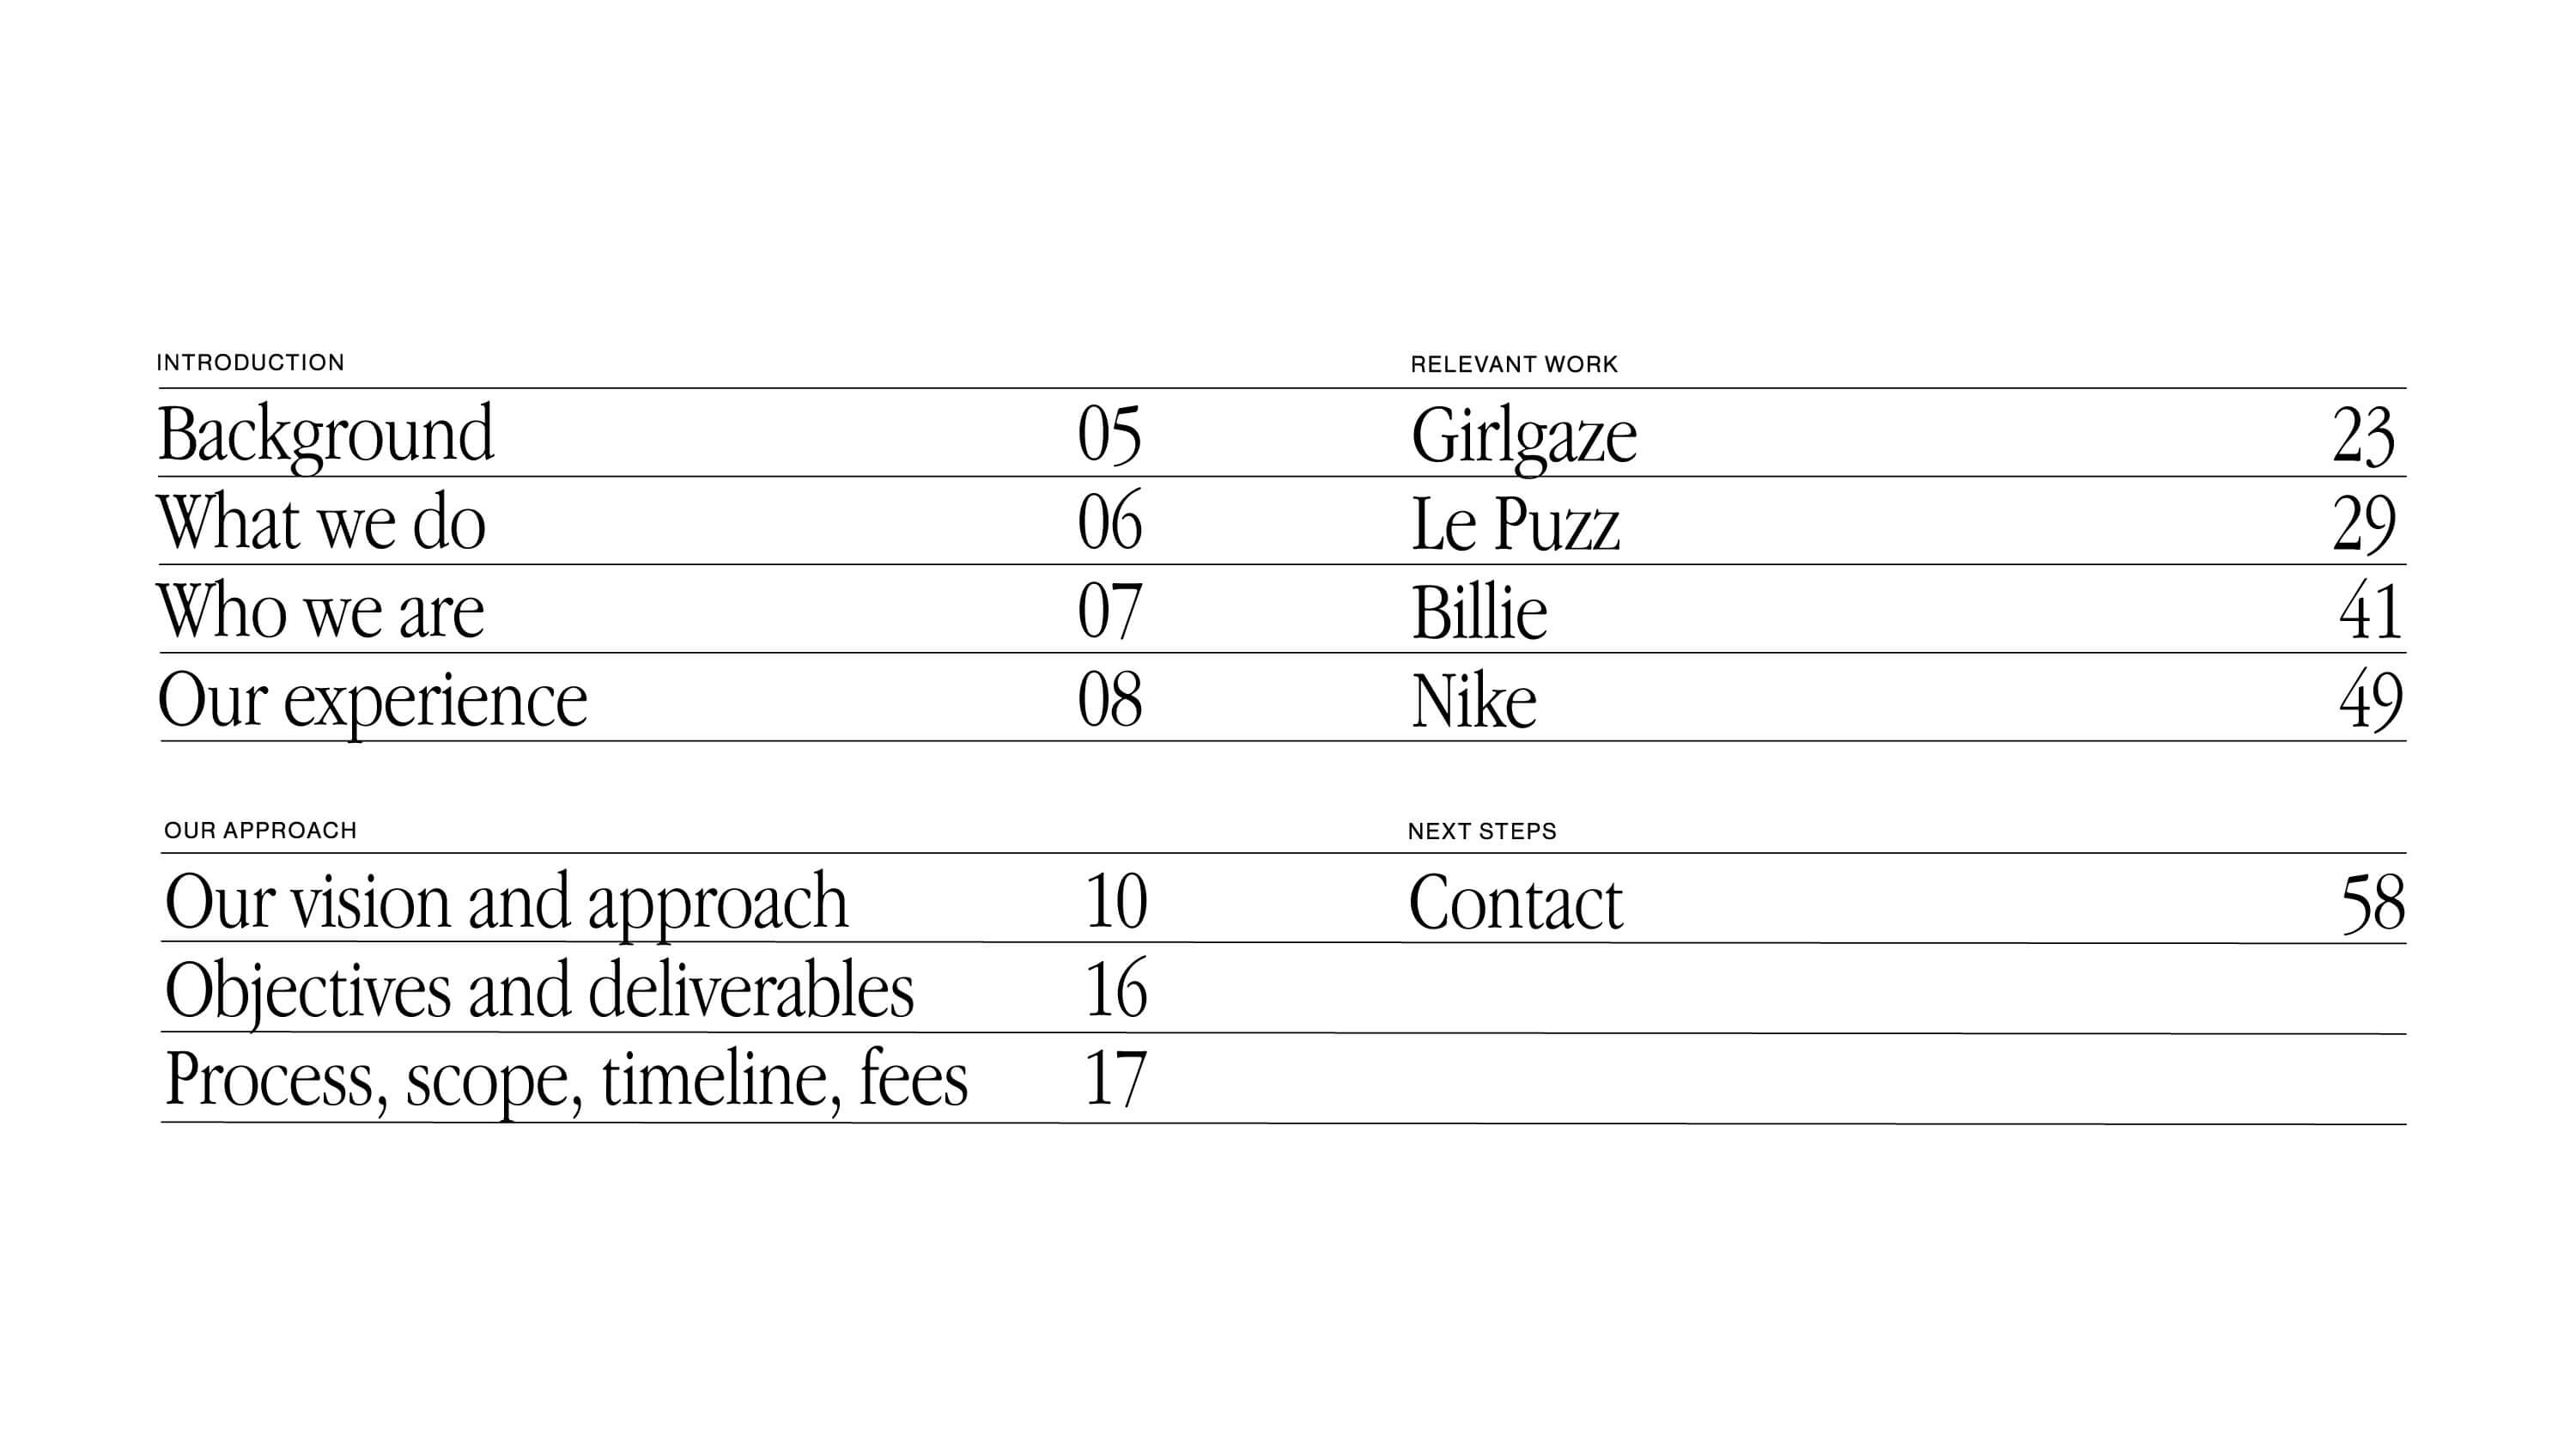 INTRODUCTION
Background 05
What we do 06
Who we are 07
Our experience 08
RELEVANT WORK
Girlgaze 23
Le Puzz 29
Billie 41
Nike 49
OUR APPROACH
Our vision and approach 10
Objectives and deliverables 16
Process, scope, timeline, fees 17
NEXT STEPS
Contact 58